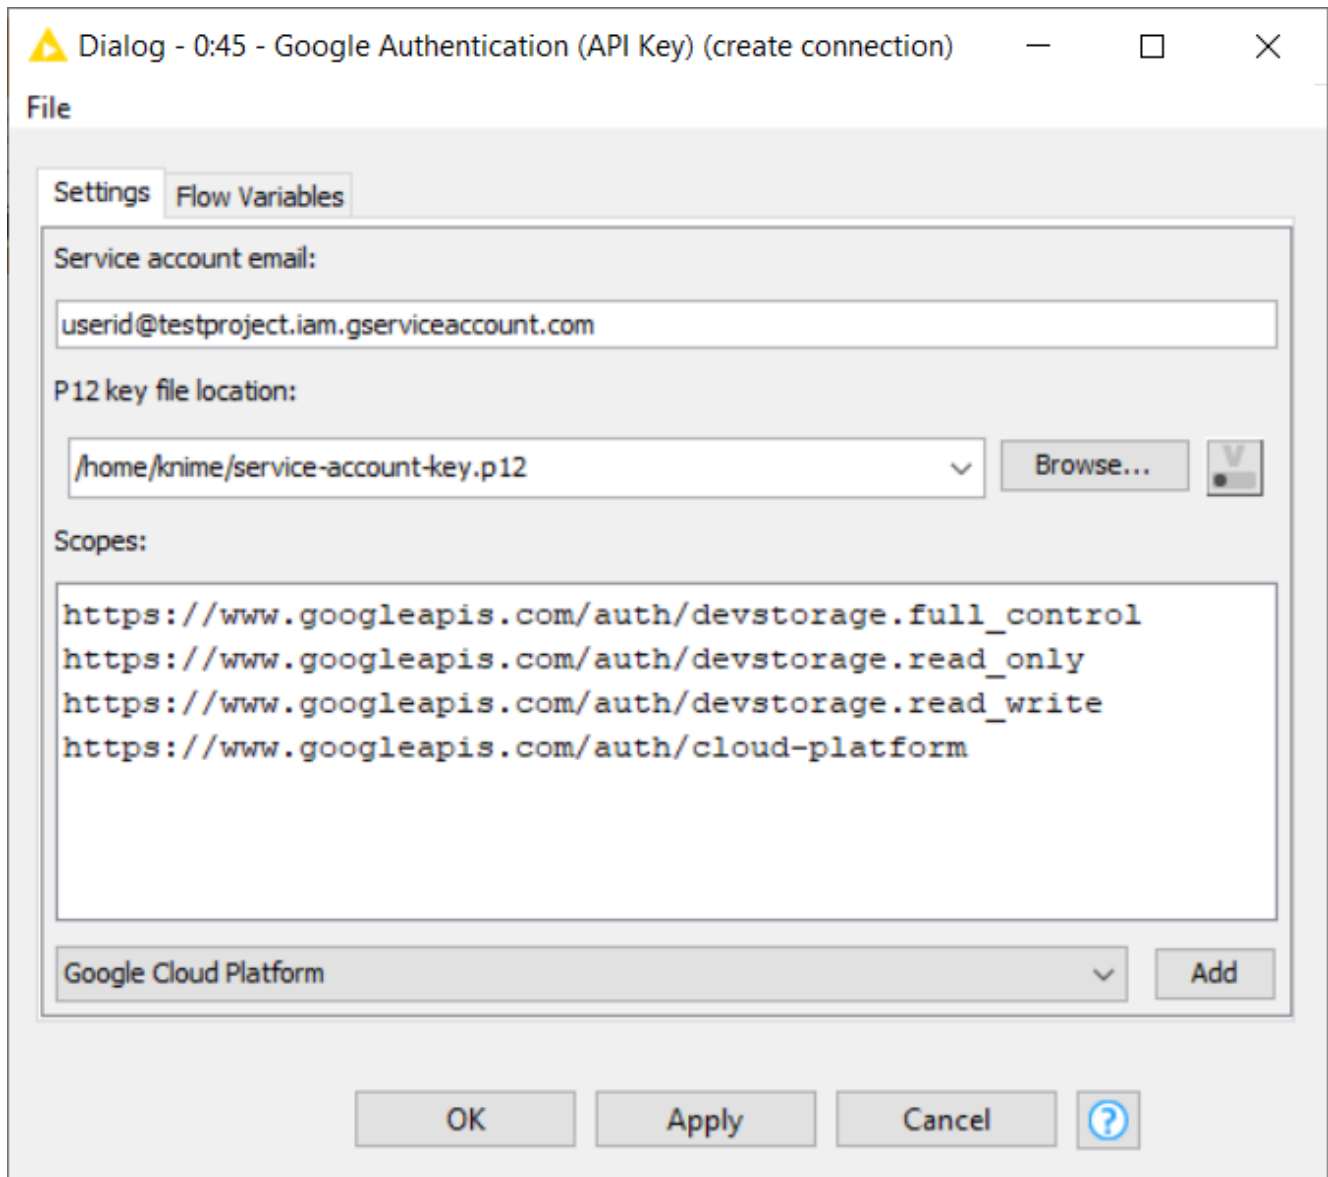 Dialog - 0:45 - Google Authentication (API Key) (create connection)
File
Settings
Flow Variables
Service account email:
userid@testproject.iam.gserviceaccount.com
P12 key file location:
/home/knime/service-account-key.p12
Browse...
V
Scopes:
https://www.googleapis.com/auth/devstorage.full_control
https://www.googleapis.com/auth/devstorage.read_only
https://www.googleapis.com/auth/devstorage.read_write
https://www.googleapis.com/auth/cloud-platform
Google Cloud Platform
Add
OK
Apply
Cancel
?